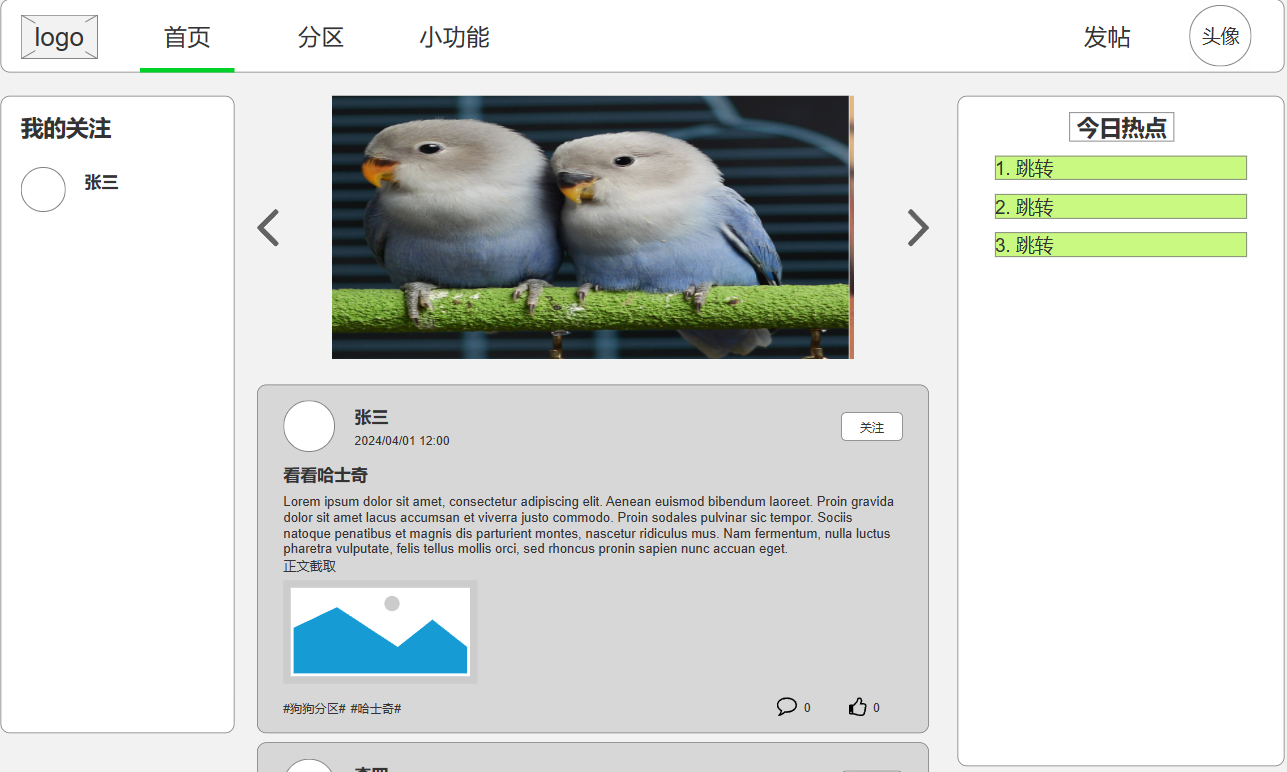 logo
首页
分区
小功能
发帖
头像
我的关注
张三
今日热点
1. 跳转
2. 跳转
3. 跳转
张三
2024/04/01 12:00
关注
看看哈士奇
Lorem ipsum dolor sit amet, consectetur adipiscing elit. Aenean euismod bibendum laoreet. Proin gravida
dolor sit amet lacus accumsan et viverra justo commodo. Proin sodales pulvinar sic tempor. Sociis
natoque penatibus et magnis dis parturient montes, nascetur ridiculus mus. Nam fermentum, nulla luctus
pharetra vulputate, felis tellus mollis orci, sed rhoncus pronin sapien nunc accuan eget.
正文截取
#狗狗分区# #哈士奇#
0
0